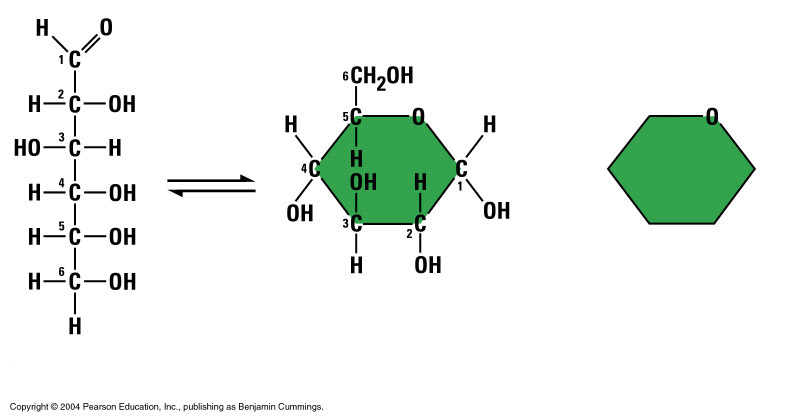 H O
1 C
H 2 C OH
HO 3 C H
H 4 C OH
H 5 C OH
H 6 C OH
H
6 CH2OH
H 5 C O H
H
4 C OH H C 1
OH 3 C C 2 OH
H OH
O
Copyright © 2004 Pearson Education, Inc., publishing as Benjamin Cummings.